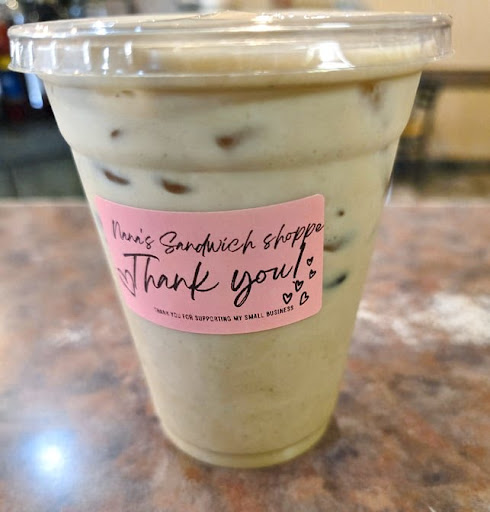 Nana's Sandwich shoppe
Thank you!
THANK YOU FOR SUPPORTING MY SMALL BUSINESS